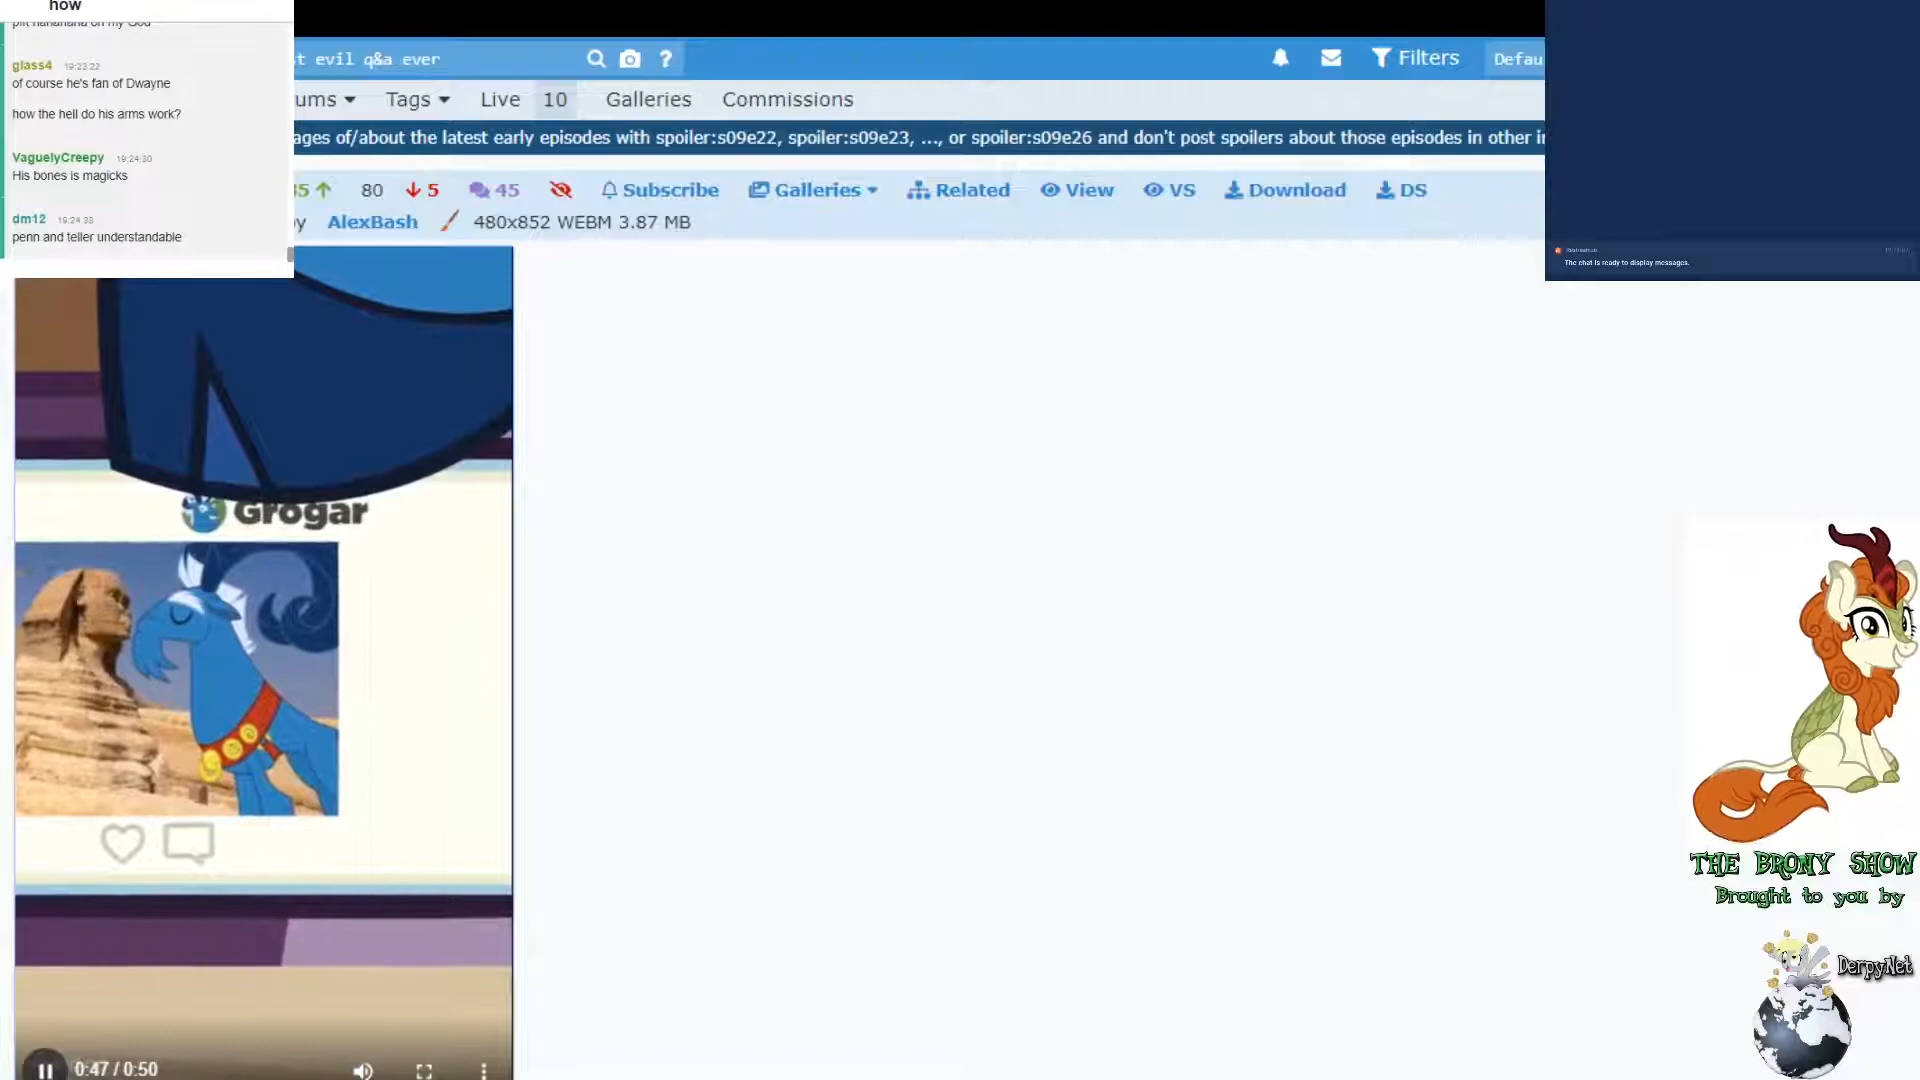 how
glass4 19:23:22
of course he's fan of Dwayne
how the hell do his arms work?
VaguelyCreepy 19:24:30
His bones is magicks
dm12 19:24:38
penn and teller understandable
t evil q&a ever
?
Filters
Defau
ums
Tags
Live 10
Galleries
Commissions
ages of/about the latest early episodes with spoiler:s09e22, spoiler:s09e23, ..., or spoiler:s09e26 and don't post spoilers about those episodes in other i
80
5
45
Subscribe
Galleries
Related
View
VS
Download
DS
y AlexBash 480x852 WEBM 3.87 MB
The chat is ready to display messages.
Grogar
0:47 / 0:50
THE BRONY SHOW
Brought to you by
DerpyNet